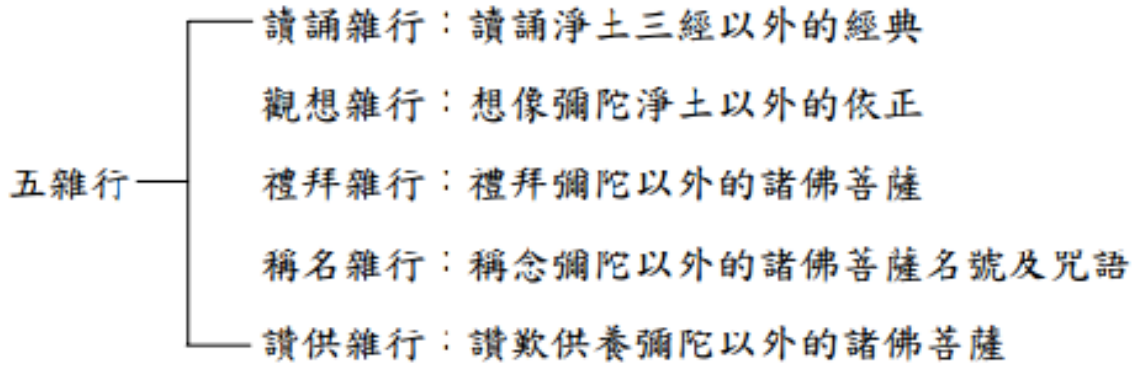 讀誦雜行：讀誦淨土三經以外的經典
觀想雜行：想像彌陀淨土以外的依正
五雜行
禮拜雜行：禮拜彌陀以外的諸佛菩薩
稱名雜行：稱念彌陀以外的諸佛菩薩名號及咒語
讚供雜行：讚歎供養彌陀以外的諸佛菩薩